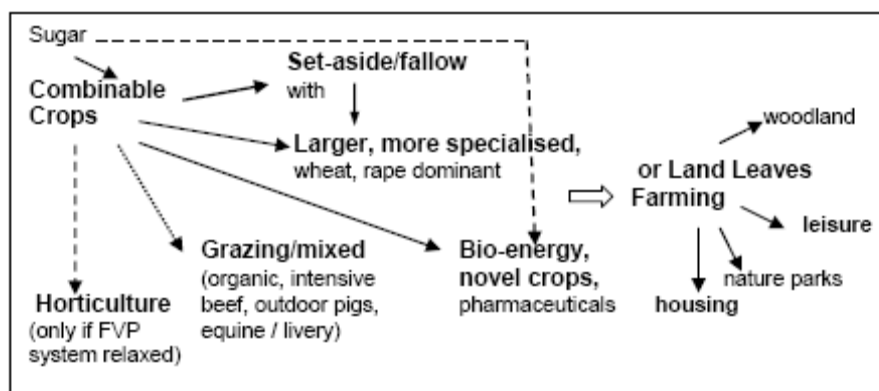 Sugar
Combinable
Crops
Set-aside/fallow
with
Larger, more specialised,
wheat, rape dominant
Grazing/mixed
(organic, intensive
beef, outdoor pigs,
equine / livery)
Horticulture
(only if FVP
system relaxed)
Bio-energy,
novel crops,
pharmaceuticals
or Land Leaves
Farming
woodland
leisure
nature parks
housing